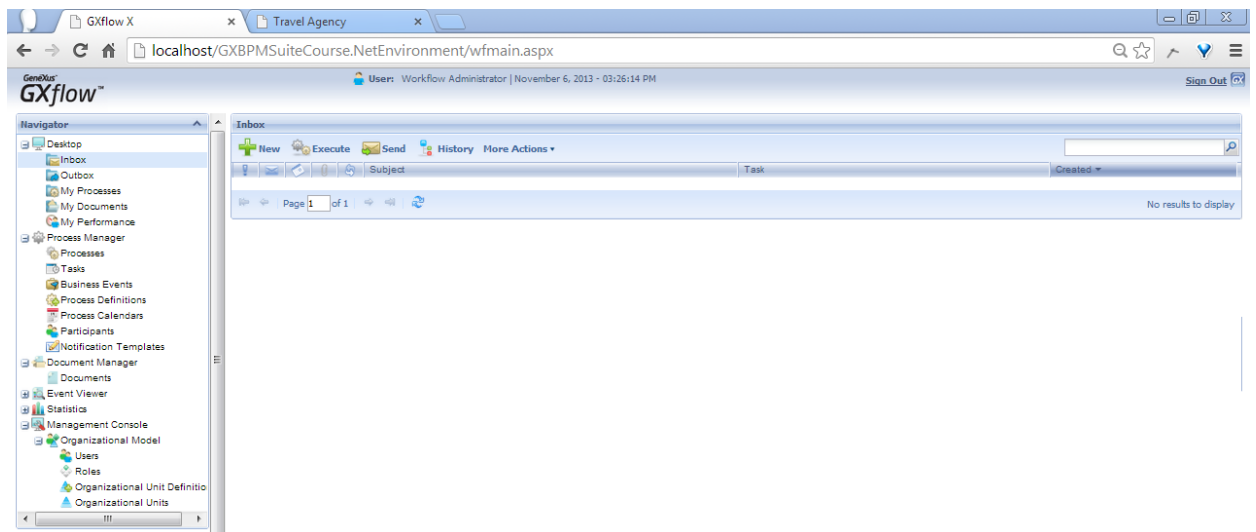 GXflow X
Travel Agency
localhost/GXBPMSuiteCourse.NetEnvironment/wfmain.aspx
GeneXus
GXflow™
User: Workflow Administrator | November 6, 2013 - 03:26:14 PM
Sign Out
Navigator
Desktop
Inbox
Outbox
My Processes
My Documents
My Performance
Process Manager
Processes
Tasks
Business Events
Process Definitions
Process Calendars
Participants
Notification Templates
Document Manager
Documents
Event Viewer
Statistics
Management Console
Organizational Model
Users
Roles
Organizational Unit Definitio
Organizational Units
Inbox
New Execute Send History More Actions
Subject Task Created
Page 1 of 1
No results to display